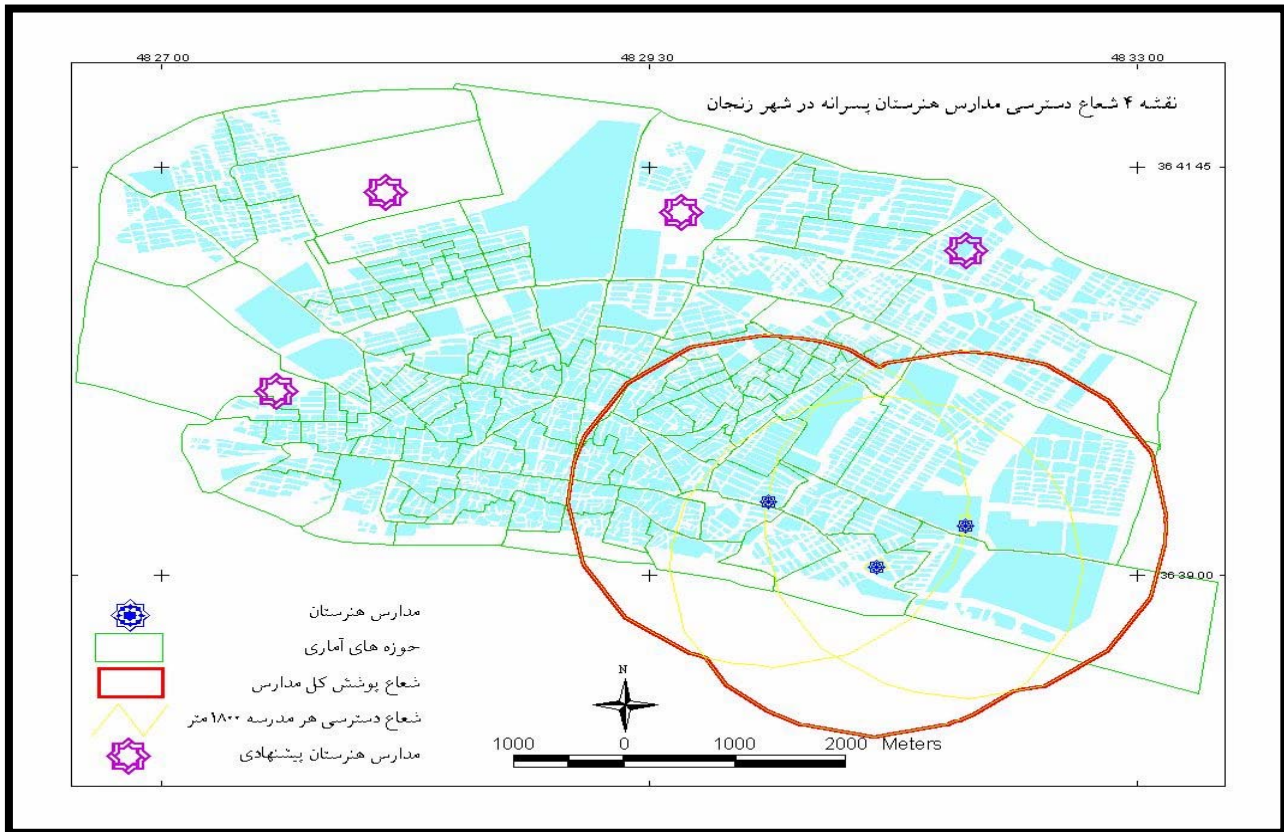 48 27 00
48 29 30
48 33 00
نقشه ۴ شعاع دسترسی مدارس هنرستان پسرانه در شهر زنجان
36 41 45
36 39 00
مدارس هنرستان
حوزه های آماری
شعاع پوشش کل مدارس
شعاع دسترسی هر مدرسه ۱۸۰۰ متر
مدارس هنرستان پیشنهادی
N
1000 0 1000 2000 Meters